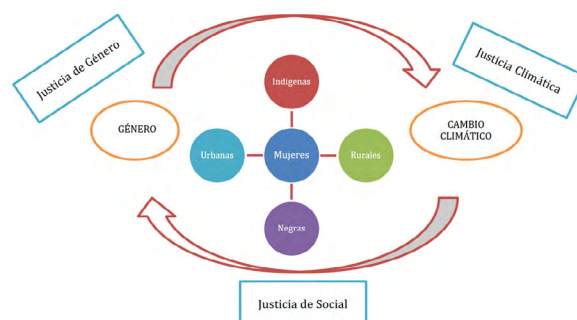 Justicia de Género
Justicia Climática
Indígenas
GÉNERO
CAMBIO
CLIMÁTICO
Urbanas
Mujeres
Rurales
Negras
Justicia de Social